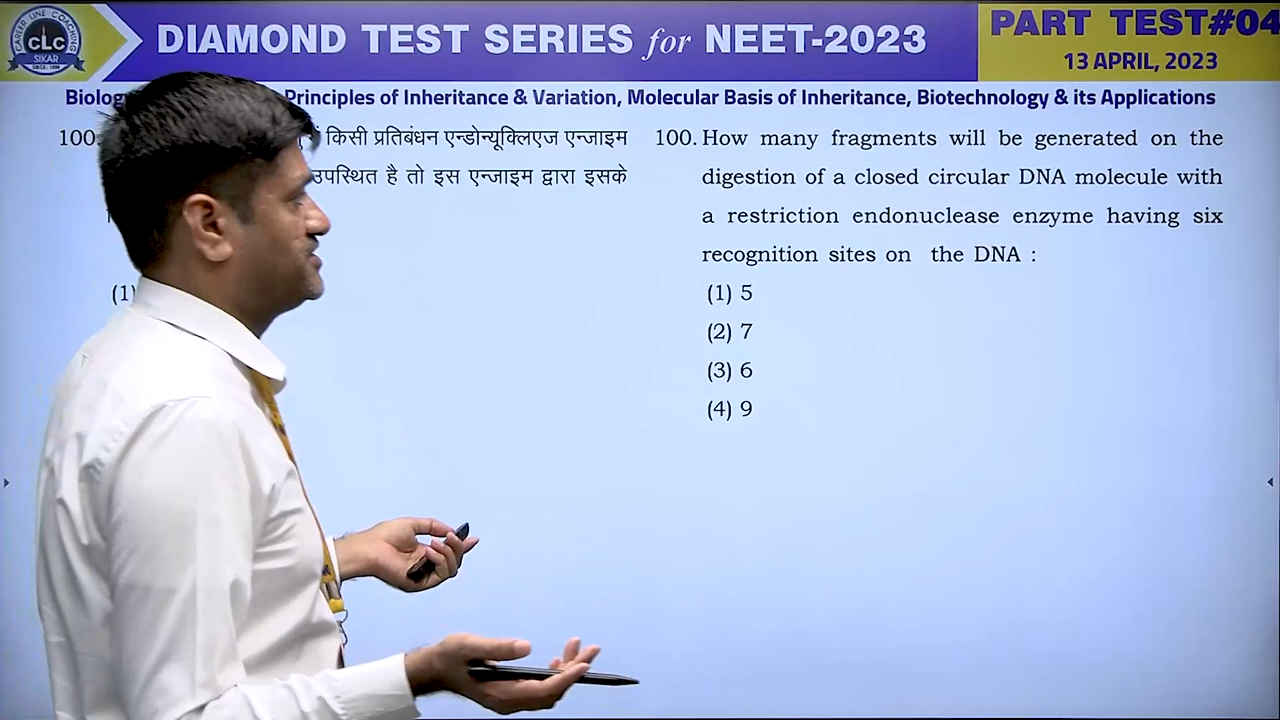 CAREER LINE COACHING
CLC
SIKAR
DIAMOND TEST SERIES for NEET-2023
PART TEST#04
13 APRIL, 2023
Principles of Inheritance & Variation, Molecular Basis of Inheritance, Biotechnology & its Applications
100. किसी प्रतिबंधन एन्डोन्यूक्लिएज एन्जाइम
उपस्थित है तो इस एन्जाइम द्वारा इसके
(1)
100. How many fragments will be generated on the
digestion of a closed circular DNA molecule with
a restriction endonuclease enzyme having six
recognition sites on the DNA :
(1) 5
(2) 7
(3) 6
(4) 9